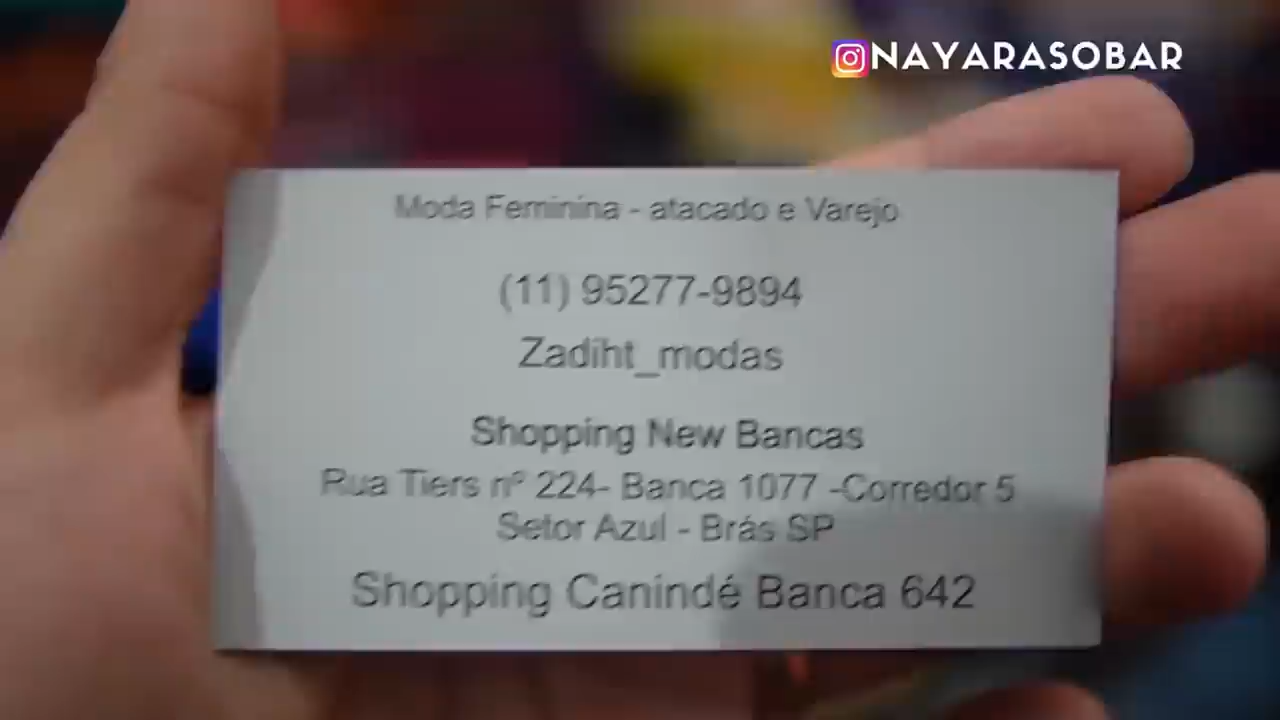 NAYARASOBAR
Moda Feminina - atacado e Varejo
(11) 95277-9894
Zadiht_modas
Shopping New Bancas
Rua Tiers nº 224- Banca 1077 -Corredor 5
Setor Azul - Brás SP
Shopping Canindé Banca 642